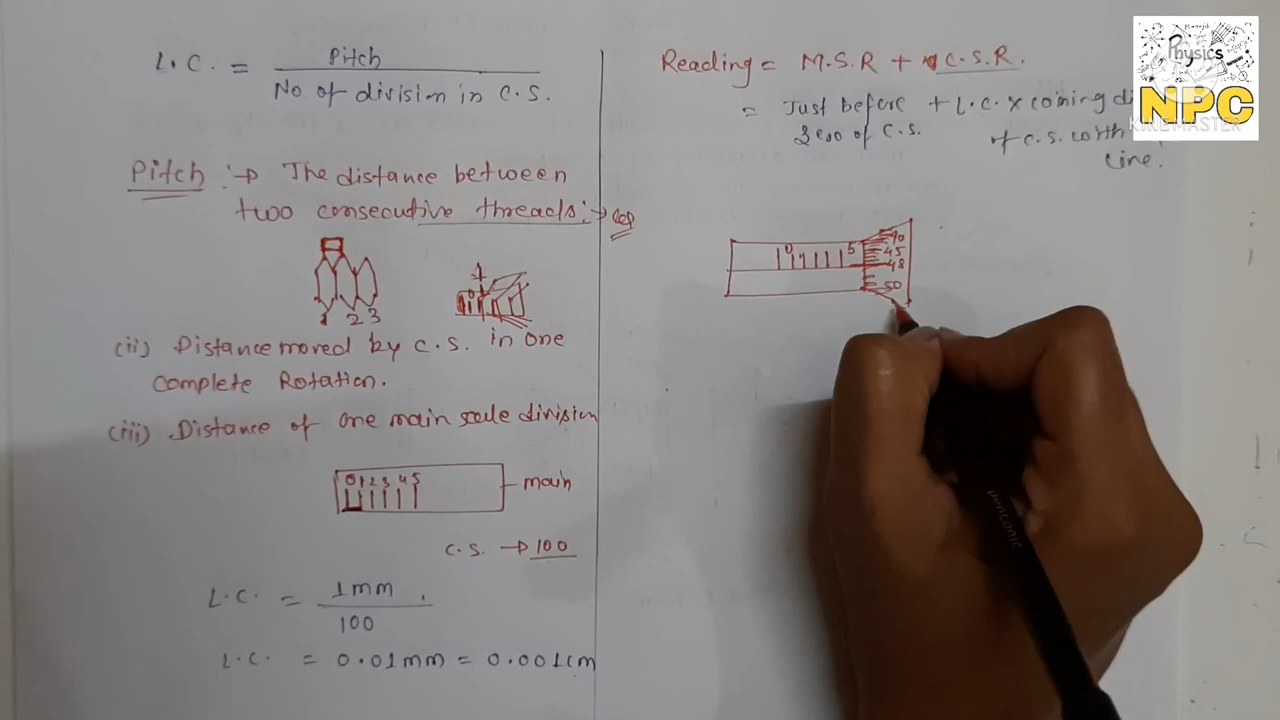 L.C. = Pitch
No. of division in C.S.
Pitch :→ The distance between
two consecutive threads:→
1
1 2 3
(ii) Distance moved by C.S. in one
complete Rotation.
(iii) Distance of one main scale division
0 1 2 3 4 5
main
C.S. → 100
L.C. = 1mm
100
L.C. = 0.01mm = 0.001cm
Reading = M.S.R + C.S.R.
= Just before + L.C. x coming di
zero of C.S. of C.S. with
line.
0 5 40
45
48
50
Physics
NPC
KINEMASTER
penconic